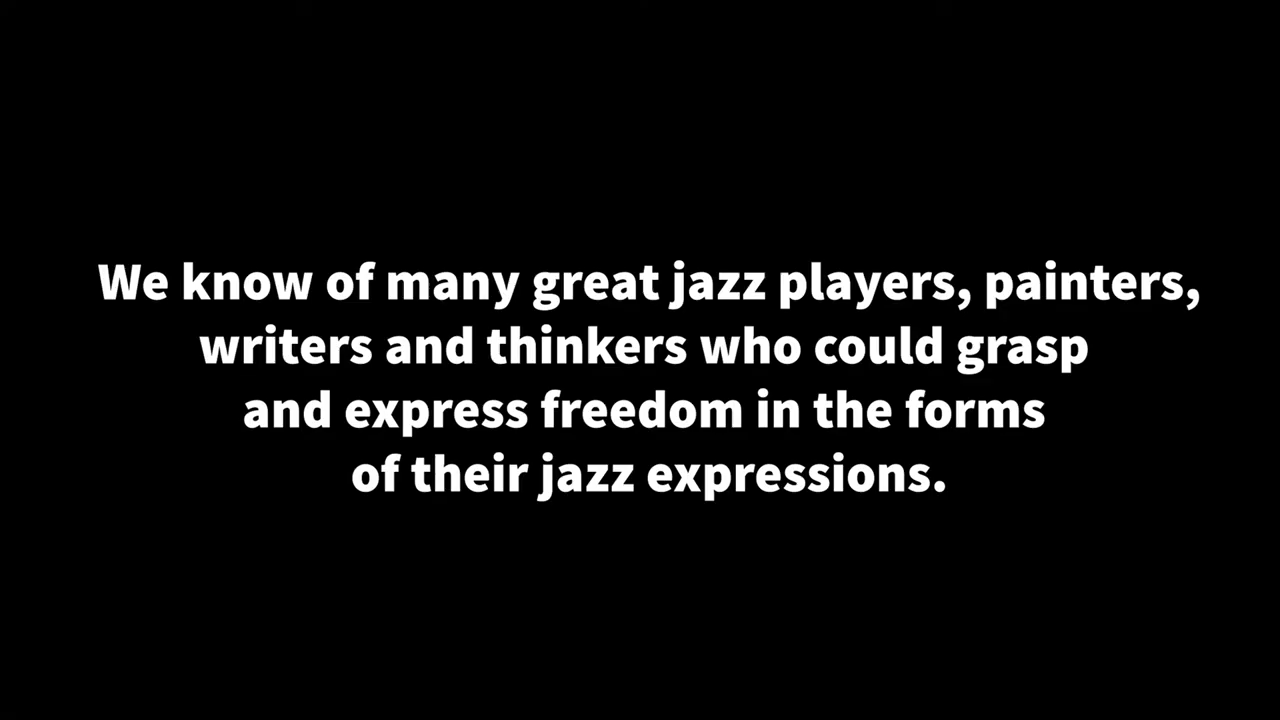 We know of many great jazz players, painters,
writers and thinkers who could grasp
and express freedom in the forms
of their jazz expressions.